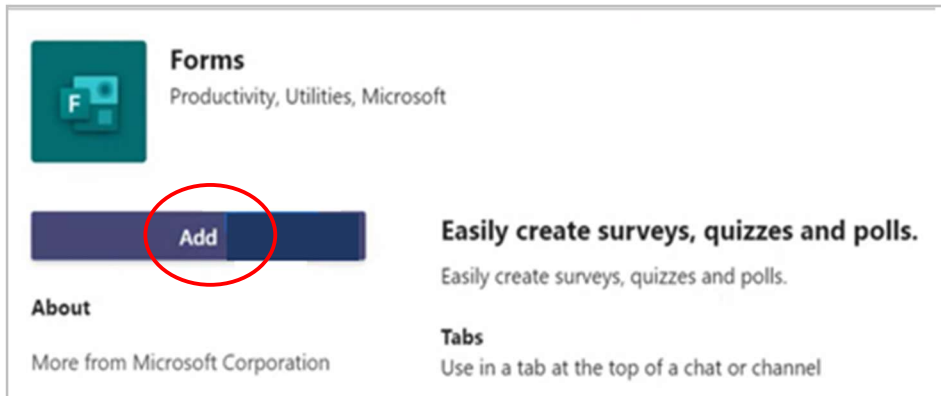 Forms
Productivity, Utilities, Microsoft
F
Add
About
More from Microsoft Corporation
Easily create surveys, quizzes and polls.
Easily create surveys, quizzes and polls.
Tabs
Use in a tab at the top of a chat or channel